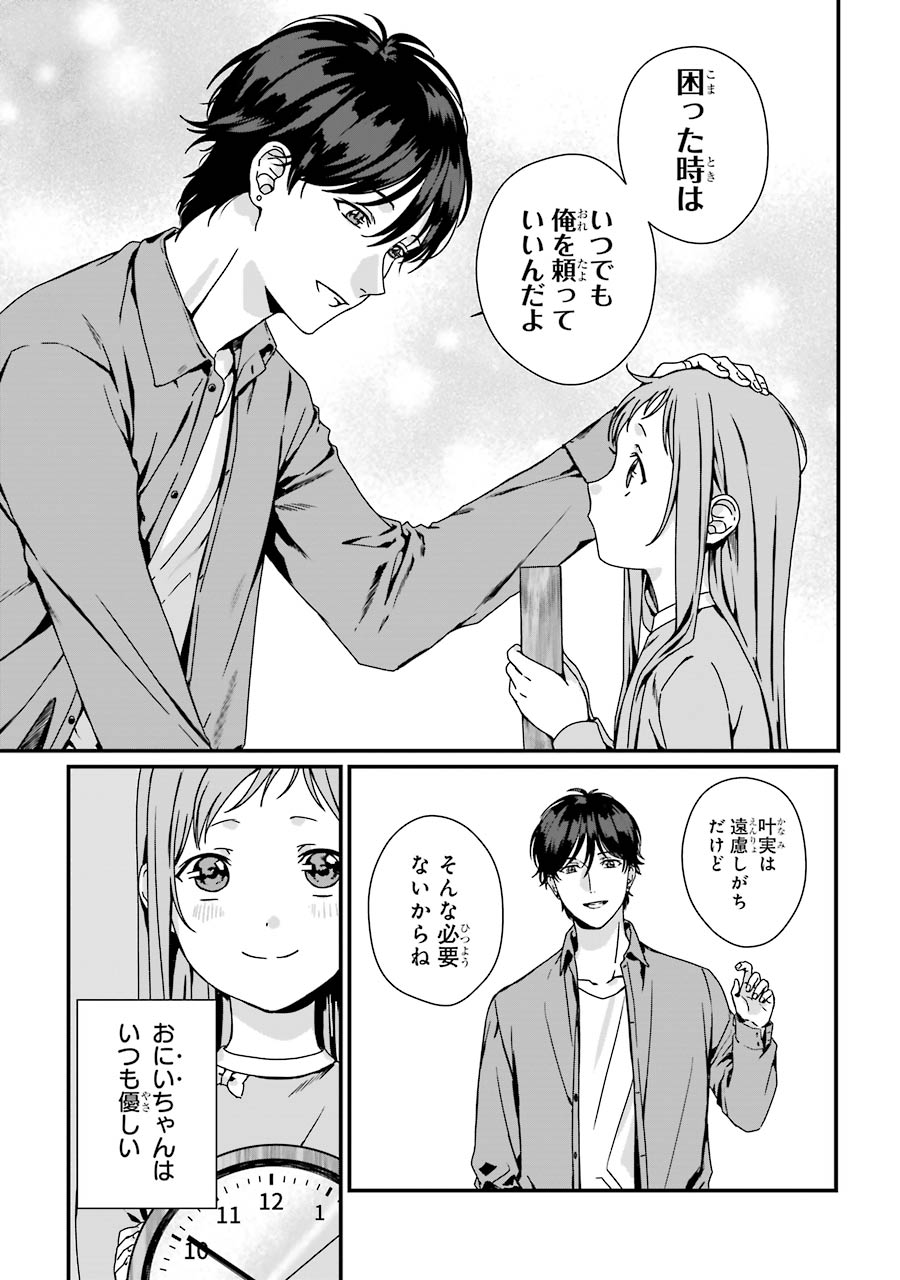 困った時は
いつでも
俺を頼って
いいんだよ
叶実は
遠慮しがち
だけど
そんな必要
ないからね
おにいちゃんは
いつも優しい
10
11
12
1